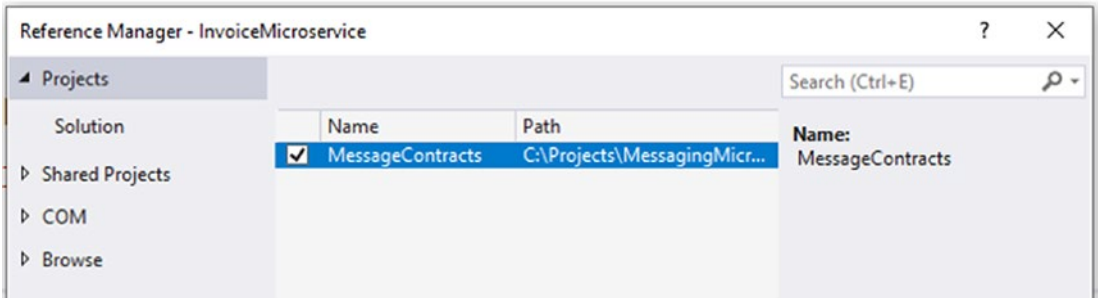 Reference Manager - InvoiceMicroservice ? ×
Projects
Search (Ctrl+E)
Solution
Name Path
Name:
MessageContracts C:\Projects\MessagingMicr...
MessageContracts
Shared Projects
COM
Browse